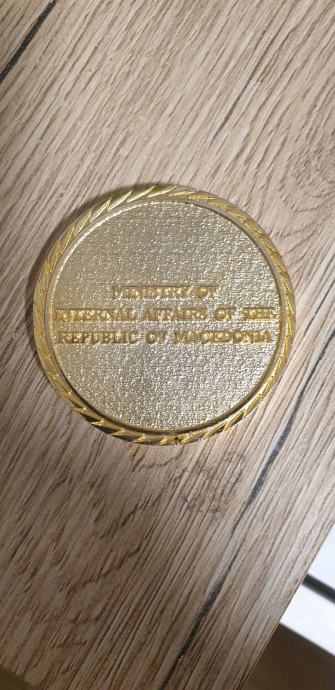 MINISTRY OF
INTERNAL AFFAIRS OF THE
REPUBLIC OF MACEDONIA